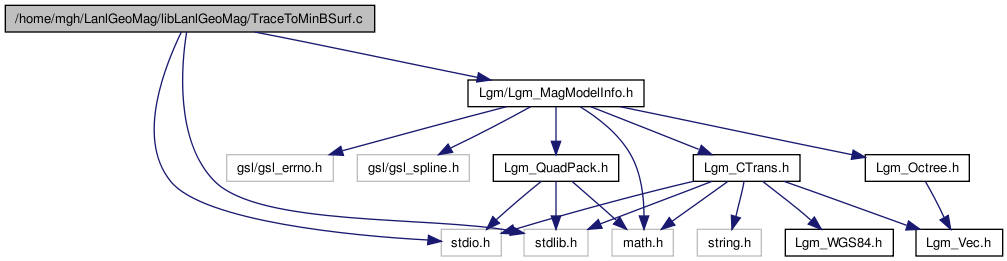 /home/mgh/LanlGeoMag/libLanlGeoMag/TraceToMinBSurf.c
Lgm/Lgm_MagModelInfo.h
gsl/gsl_errno.h
gsl/gsl_spline.h
Lgm_QuadPack.h
Lgm_CTrans.h
Lgm_Octree.h
stdio.h
stdlib.h
math.h
string.h
Lgm_WGS84.h
Lgm_Vec.h